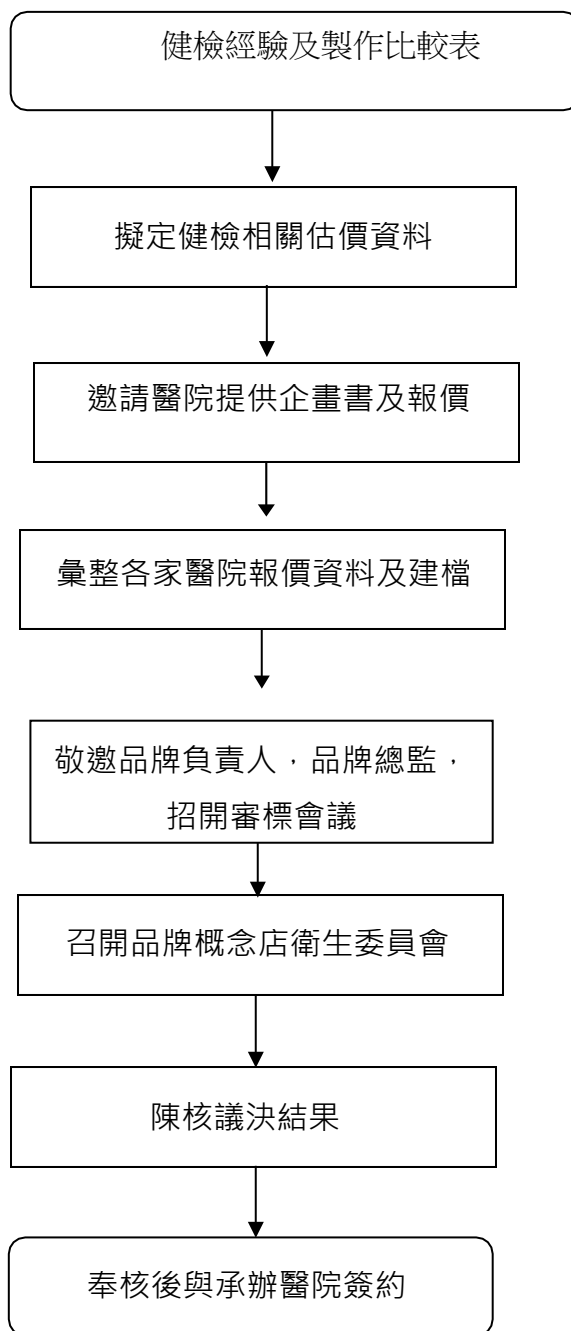 健檢經驗及製作比較表
擬定健檢相關估價資料
邀請醫院提供企畫書及報價
彙整各家醫院報價資料及建檔
敬邀品牌負責人，品牌總監，
招開審標會議
召開品牌概念店衛生委員會
陳核議決結果
奉核後與承辦醫院簽約